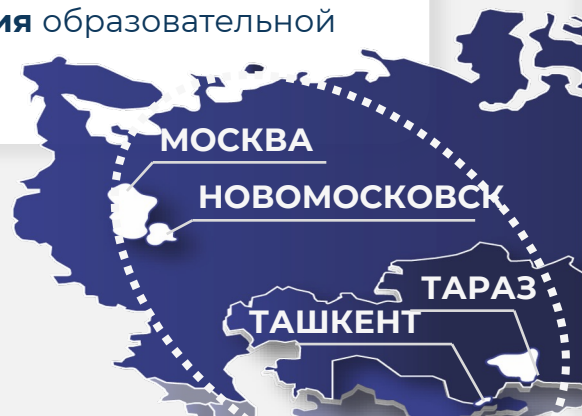 ия образовательной
МОСКВА
НОВОМОСКОВСК
ТАРАЗ
ТАШКЕНТ